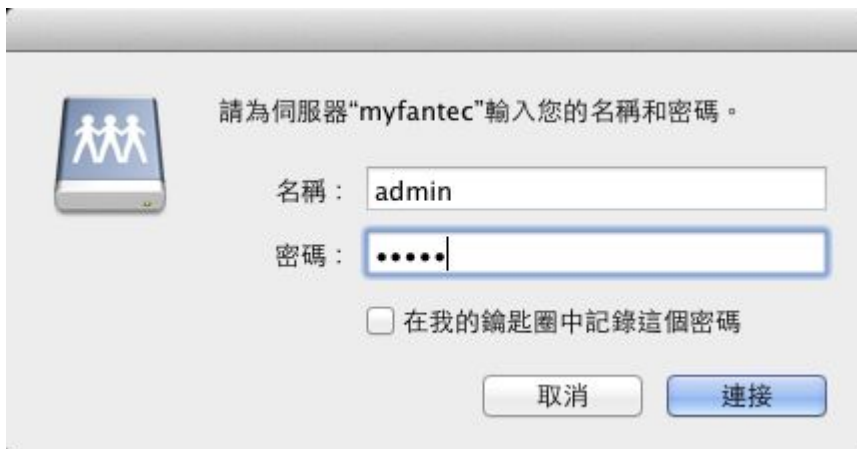 請為伺服器“myfantec”輸入您的名稱和密碼。
名稱：admin
密碼：•••••
在我的鑰匙圈中記錄這個密碼
取消 連接